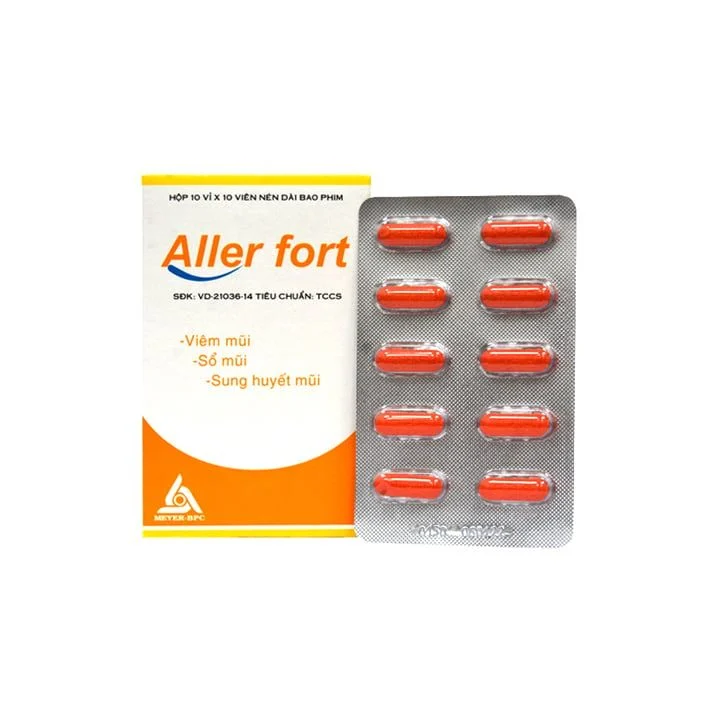 HỘP 10 VỈ X 10 VIÊN NÉN DÀI BAO PHIM
Aller fort
SĐK: VD-21036-14 TIÊU CHUẨN: TCCS
-Viêm mũi
-Sổ mũi
-Sung huyết mũi
MEYER-BPC